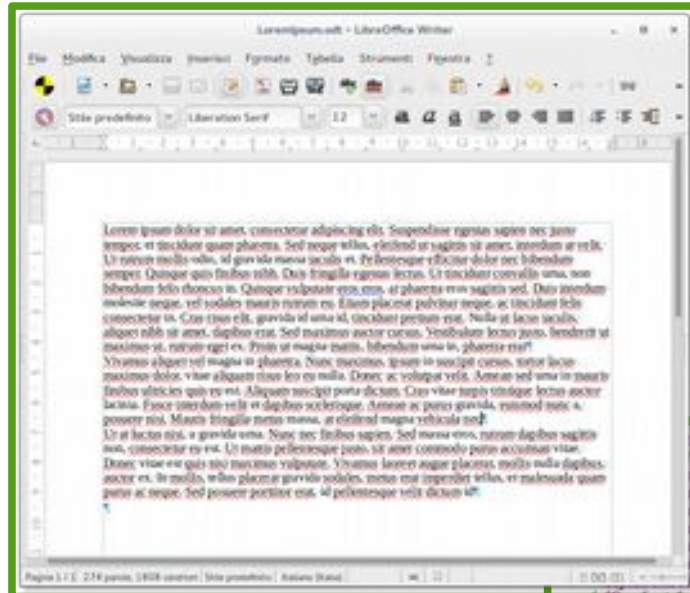 LoremIpsum.odt - LibreOffice Writer
File Modifica Visualizza Inserisci Formato Tabella Strumenti Finestra ?
Stile predefinito Liberation Serif 12
Lorem ipsum dolor sit amet, consectetur adipiscing elit. Suspendisse egestas sapien nec justo
tempor, et tincidunt quam pharetra. Sed neque tellus, eleifend ut sagittis sit amet, interdum at velit.
Ut rutrum mollis odio, id gravida massa iaculis et. Pellentesque efficitur dolor nec bibendum
semper. Quisque quis finibus nibh. Duis fringilla egestas lectus. Ut tincidunt convallis urna, non
bibendum felis rhoncus in. Quisque vulputate eros eros, at pharetra eros sagittis sed. Duis interdum
molestie neque, vel sodales mauris rutrum eu. Etiam placerat pulvinar neque, ac tincidunt felis
consectetur in. Cras risus elit, gravida id urna id, tincidunt pretium erat. Nulla ut lacus iaculis,
aliquet nibh sit amet, dapibus erat. Sed maximus auctor cursus. Vestibulum lectus justo, hendrerit ut
maximus ut, rutrum eget ex. Proin ut magna mattis, bibendum urna in, pharetra erat¶
Vivamus aliquet vel magna in pharetra. Nunc maximus, ipsum in suscipit cursus, tortor lacus
maximus dolor, vitae aliquam risus leo eu nulla. Donec ac volutpat velit. Aenean sed urna in mauris
finibus ultricies quis eu est. Aliquam suscipit porta dictum. Cras vitae turpis tristique lectus auctor
lacinia. Fusce interdum velit et dapibus scelerisque. Aenean ac purus gravida, euismod nunc a,
posuere nisi. Mauris fringilla metus massa, at eleifend magna vehicula nec¶
Ut at luctus nisi, a gravida urna. Nunc nec finibus sapien. Sed massa eros, rutrum dapibus sagittis
non, consectetur eu est. Ut mattis pellentesque justo, sit amet commodo purus accumsan vitae.
Donec vitae est quis nisl maximus vulputate. Vivamus laoreet augue placerat, mollis nulla dapibus,
auctor ex. In mollis, tellus placerat gravida sodales, metus erat imperdiet tellus, et malesuada quam
purus ac neque. Sed posuere porttitor erat, id pellentesque velit dictum id¶
¶
Pagina 1 / 1 274 parole, 1808 caratteri Stile predefinito Italiano (Italia)